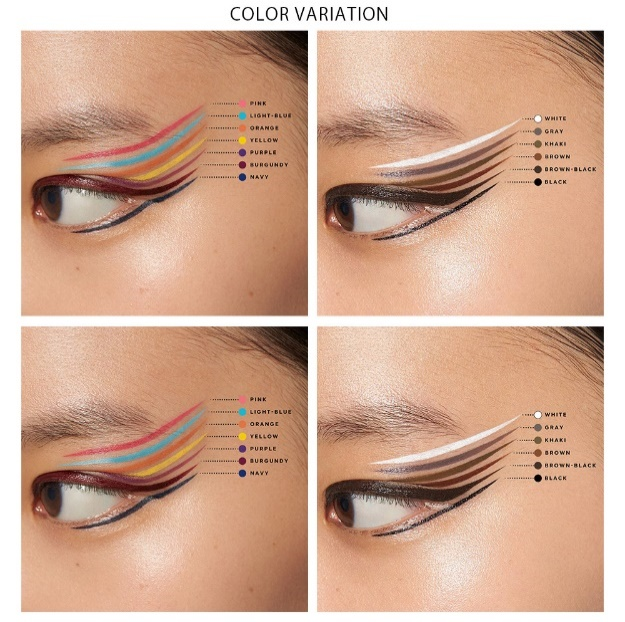 COLOR VARIATION
PINK
LIGHT-BLUE
ORANGE
YELLOW
PURPLE
BURGUNDY
NAVY
WHITE
GRAY
KHAKI
BROWN
BROWN-BLACK
BLACK
PINK
LIGHT-BLUE
ORANGE
YELLOW
PURPLE
BURGUNDY
NAVY
WHITE
GRAY
KHAKI
BROWN
BROWN-BLACK
BLACK